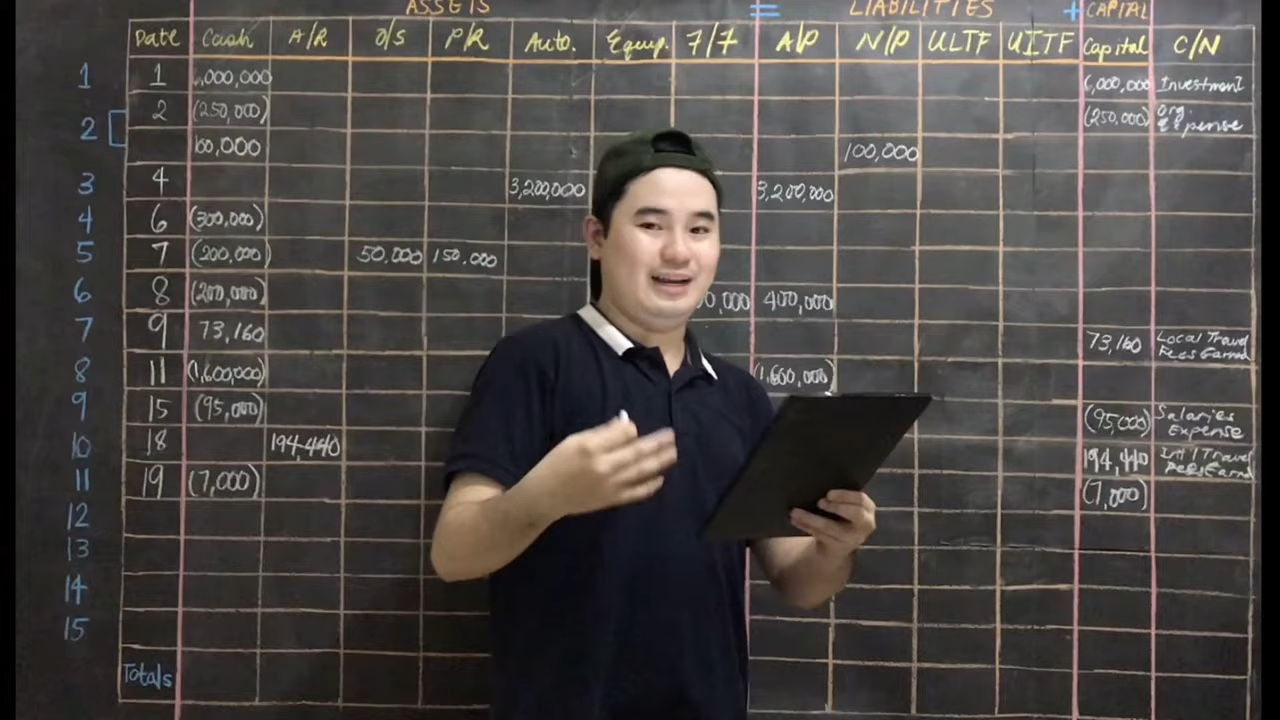 ASSETS = LIABILITIES + CAPITAL
Date Cash A/R O/S P/R Auto. Equip. 7/7 A/P N/P ULTF UITF Capital C/N
1 1 ,000,000 ,000,000 Investment
2 2 (250,000) (250,000) Org. Expense
100,000 100,000
3 4 3,200,000 3,200,000
4 6 (300,000)
5 7 (200,000) 50,000 150,000
6 8 (200,000) 00,000 400,000
7 9 73,160 73,160 Local Travel Fees Earned
8 11 (1,600,000) (1,600,000)
9 15 (95,000) (95,000) Salaries Expense
10 18 194,440 194,440 Int'l Travel Fees Earned
11 19 (7,000) (7,000)
12
13
14
15
Totals